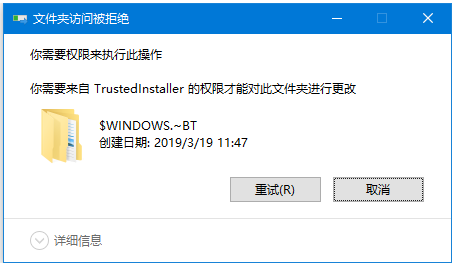 文件夹访问被拒绝
你需要权限来执行此操作
你需要来自 TrustedInstaller 的权限才能对此文件夹进行更改
$WINDOWS.~BT
创建日期: 2019/3/19 11:47
重试(R)
取消
详细信息